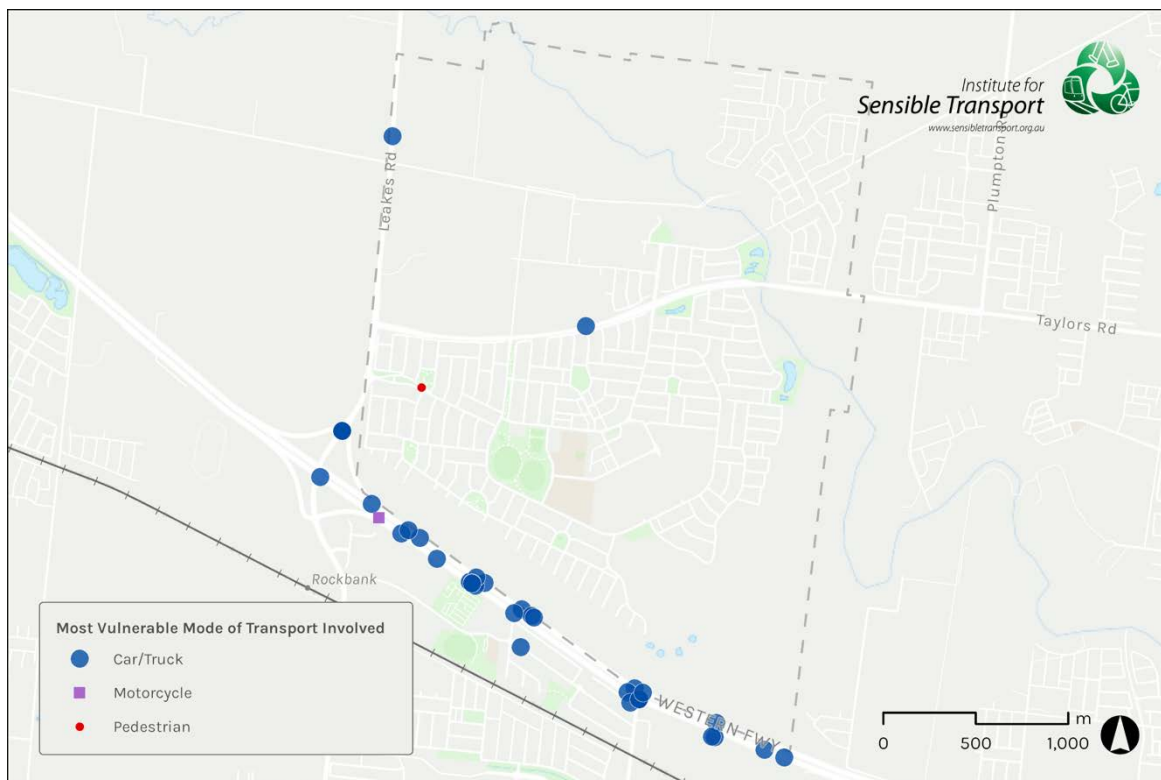 Institute for
Sensible Transport
www.sensibletransport.org.au
Leakes Rd
Plumpton Rd
Taylors Rd
Rockbank
WESTERN FWY
Most Vulnerable Mode of Transport Involved
Car/Truck
Motorcycle
Pedestrian
m
0 500 1,000